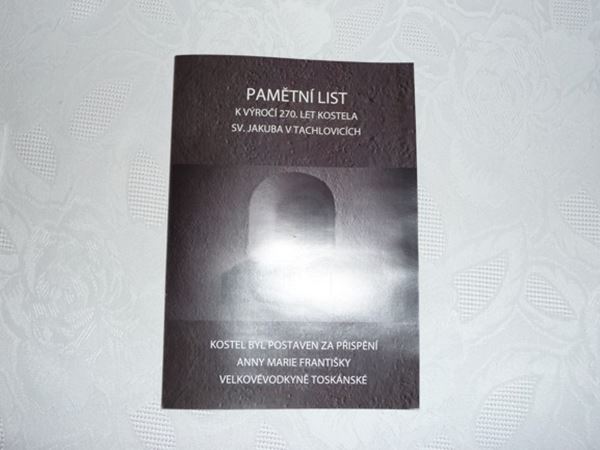 PAMĚTNÍ LIST
K VÝROČÍ 270. LET KOSTELA
SV. JAKUBA V TACHLOVICÍCH
KOSTEL BYL POSTAVEN ZA PŘISPĚNÍ
ANNY MARIE FRANTIŠKY
VELKOVÉVODKYNĚ TOSKÁNSKÉ